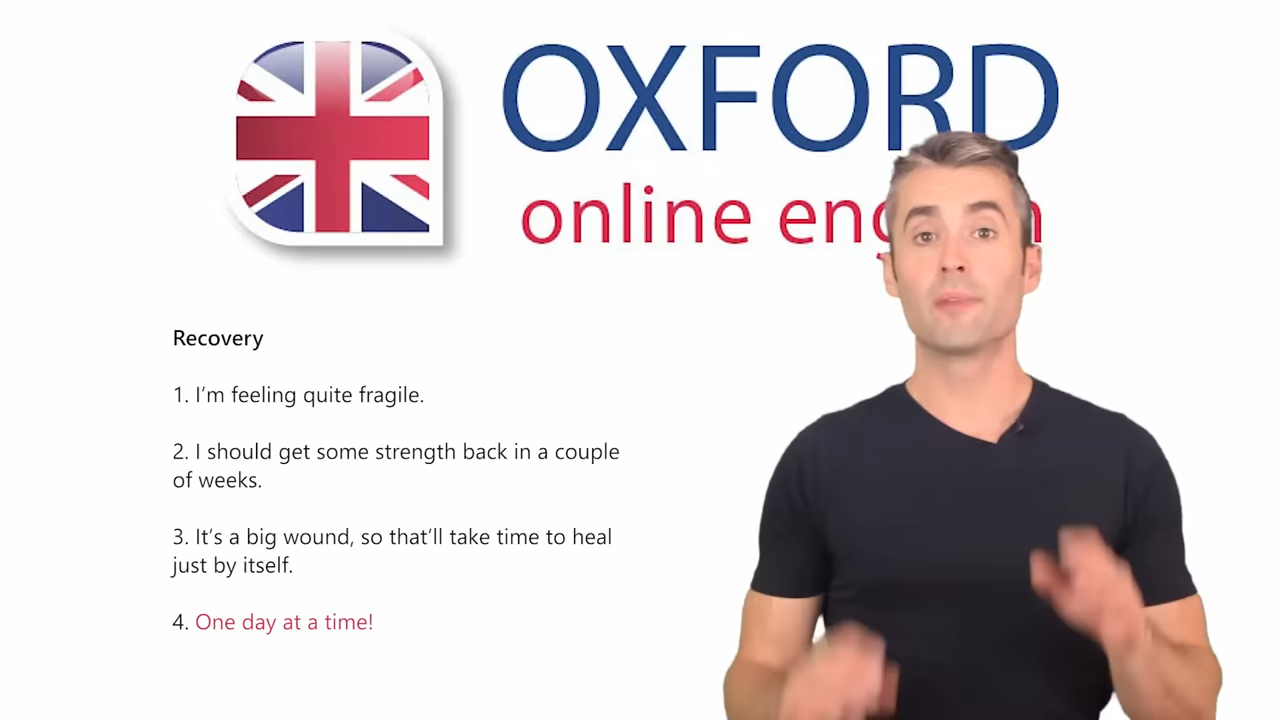 OXFORD
online
Recovery
1. I'm feeling quite fragile.
2. I should get some strength back in a couple
of weeks.
3. It's a big wound, so that'll take time to heal
just by itself.
4. One day at a time!